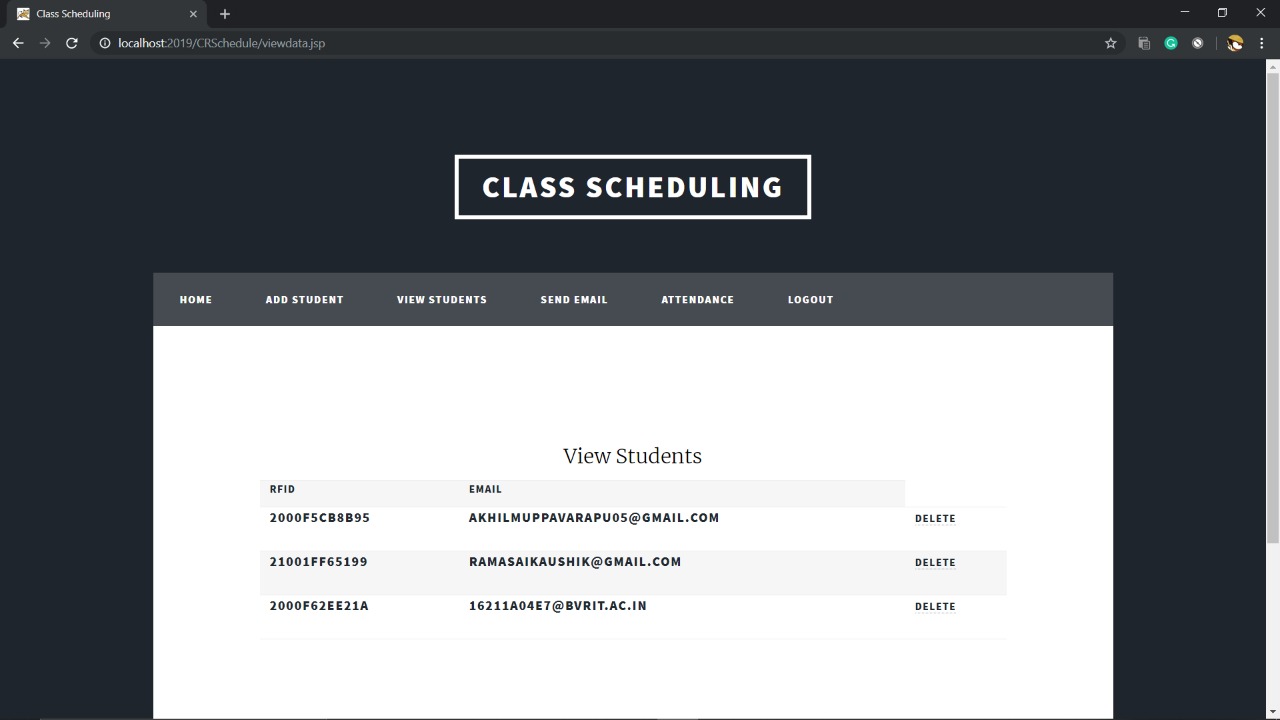 Class Scheduling
localhost:2019/CRSchedule/viewdata.jsp
CLASS SCHEDULING
HOME ADD STUDENT VIEW STUDENTS SEND EMAIL ATTENDANCE LOGOUT
View Students
RFID EMAIL
2000F5CB8B95 AKHILMUPPAVARAPU05@GMAIL.COM DELETE
21001FF65199 RAMASAIKAUSHIK@GMAIL.COM DELETE
2000F62EE21A 16211A04E7@BVRIT.AC.IN DELETE